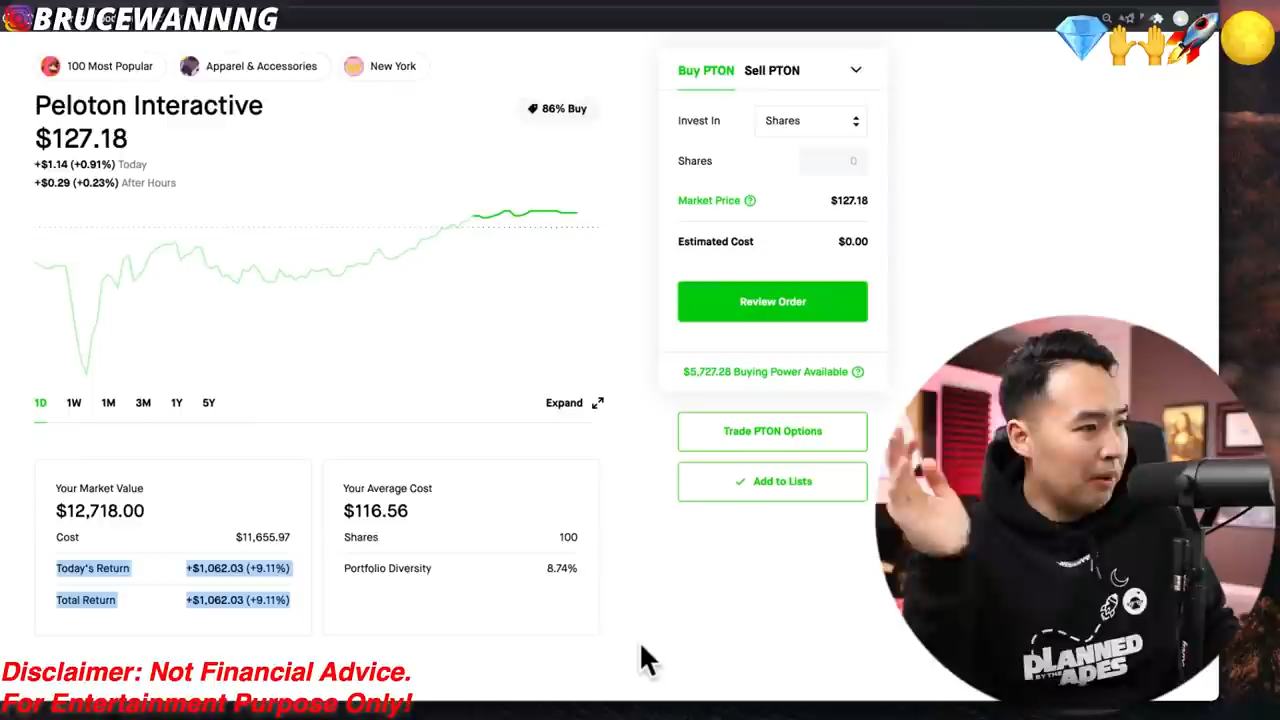 BRUCEWANNNG
100 Most Popular
Apparel & Accessories
New York
Peloton Interactive
$127.18
86% Buy
+$1.14 (+0.91%) Today
+$0.29 (+0.23%) After Hours
1D 1W 1M 3M 1Y 5Y
Expand
Your Market Value
$12,718.00
Cost $11,655.97
Today's Return +$1,062.03 (+9.11%)
Total Return +$1,062.03 (+9.11%)
Your Average Cost
$116.56
Shares 100
Portfolio Diversity 8.74%
Buy PTON Sell PTON
Invest In Shares
Shares 0
Market Price ? $127.18
Estimated Cost $0.00
Review Order
$5,727.28 Buying Power Available ?
Trade PTON Options
Add to Lists
PLANNED
BY THE APES
Disclaimer: Not Financial Advice.
For Entertainment Purpose Only!